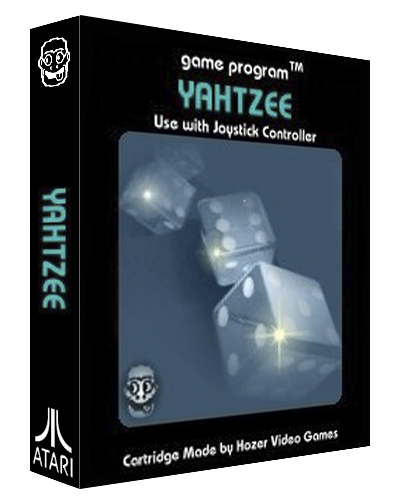 game program™
YAHTZEE
Use with Joystick Controller
Cartridge Made by Hozer Video Games
YAHTZEE
ATARI